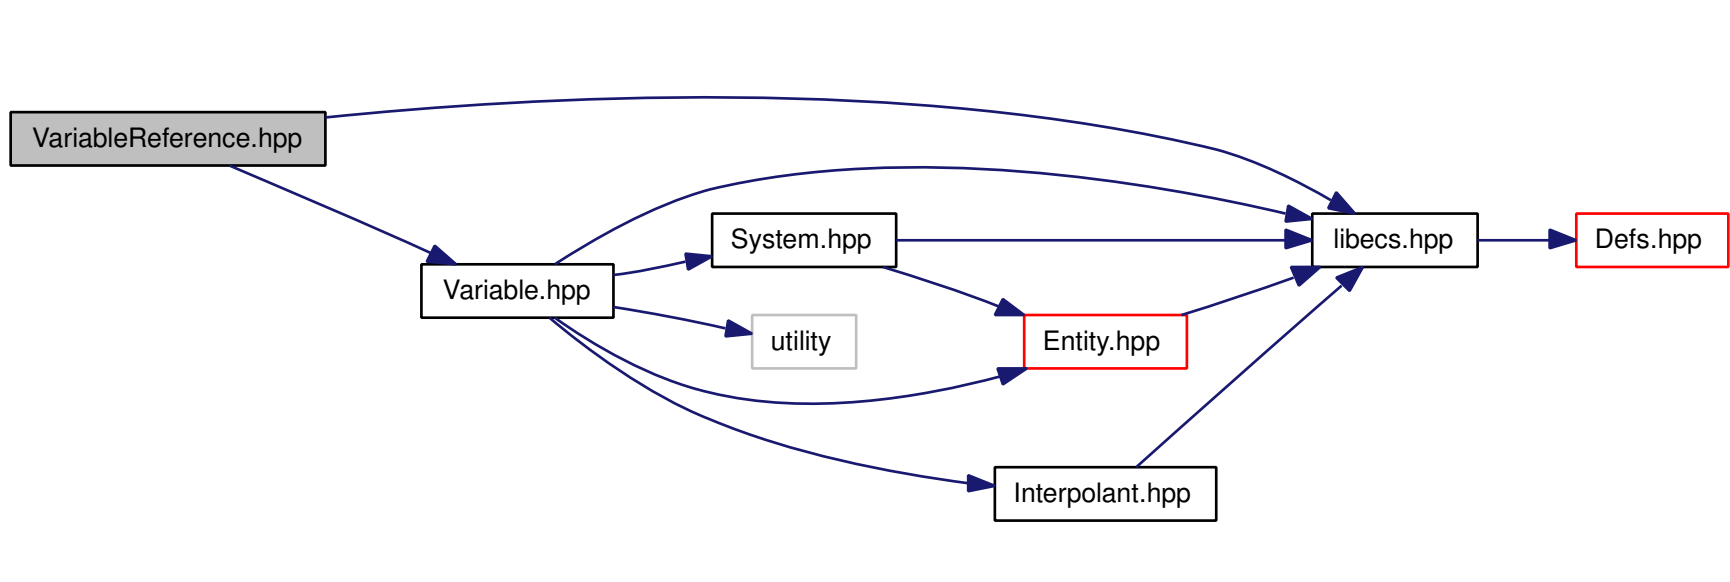 VariableReference.hpp
Variable.hpp
System.hpp
utility
Entity.hpp
Interpolant.hpp
libecs.hpp
Defs.hpp